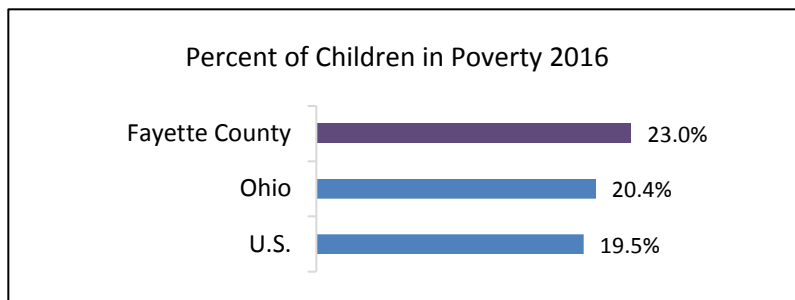 Percent of Children in Poverty 2016
Fayette County 23.0%
Ohio 20.4%
U.S. 19.5%